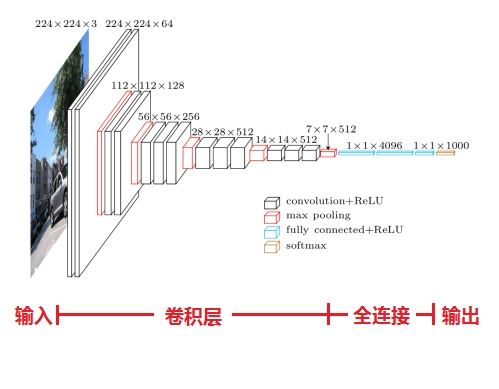 224×224×3 224×224×64
112×112×128
56×56×256
28×28×512
14×14×512
7×7×512
1×1×4096 1×1×1000
convolution+ReLU
max pooling
fully connected+ReLU
softmax
输入 卷积层 全连接 输出